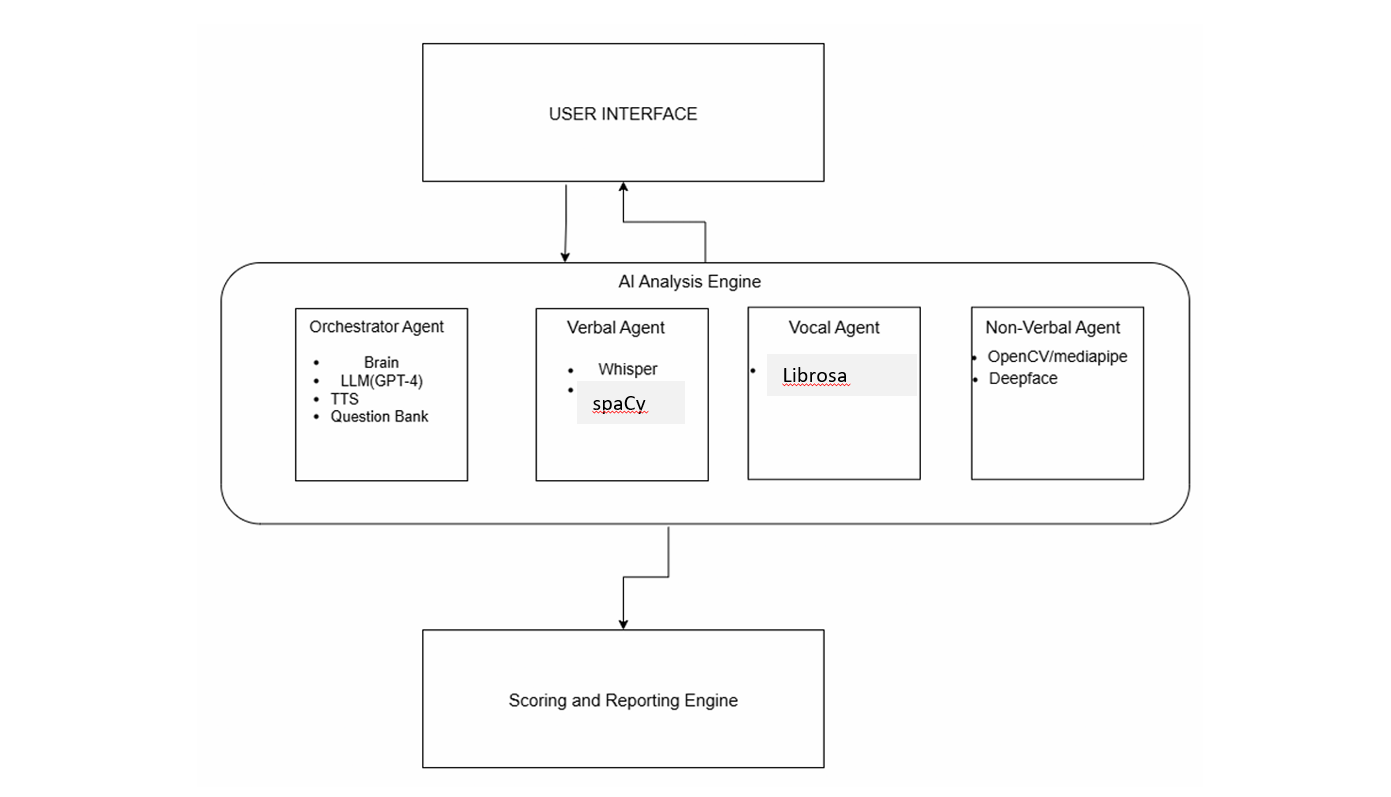 USER INTERFACE
AI Analysis Engine
Orchestrator Agent
• Brain
• LLM(GPT-4)
• TTS
• Question Bank
Verbal Agent
• Whisper
• spaCy
Vocal Agent
• Librosa
Non-Verbal Agent
• OpenCV/mediapipe
• Deepface
Scoring and Reporting Engine